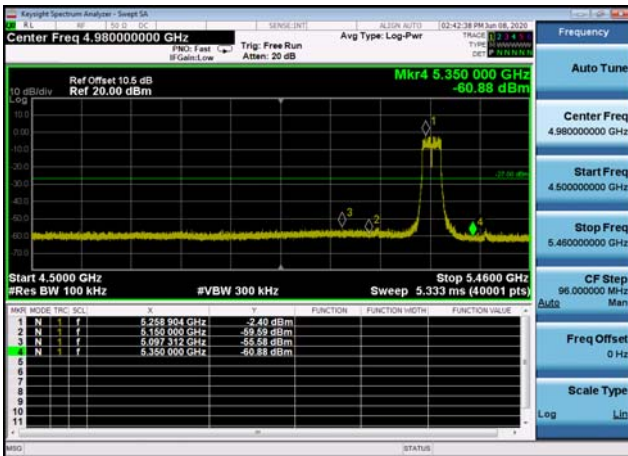 Keysight Spectrum Analyzer - Swept SA
RL RF 50 Ω DC SENSE:INT ALIGN AUTO 02:42:38 PM Jun 08, 2020
Center Freq 4.980000000 GHz
PNO: Fast
IFGain:Low
Trig: Free Run
Atten: 20 dB
Avg Type: Log-Pwr
TRACE 1 2 3 4 5 6
TYPE
DET P N N N N N
Ref Offset 10.5 dB
10 dB/div Ref 20.00 dBm
Log
Mkr4 5.350 000 GHz
-60.88 dBm
10.0
0.00
-10.0
-20.0
-30.0
-40.0
-50.0
-60.0
-70.0
-27.00 dBm
1
2
3
4
Start 4.5000 GHz
Stop 5.4600 GHz
#Res BW 100 kHz
#VBW 300 kHz
Sweep 5.333 ms (40001 pts)
MKR MODE TRC SCL X Y FUNCTION FUNCTION WIDTH FUNCTION VALUE
1 N 1 f 5.258 904 GHz -2.40 dBm
2 N 1 f 5.150 000 GHz -59.59 dBm
3 N 1 f 5.097 312 GHz -55.58 dBm
4 N 1 f 5.350 000 GHz -60.88 dBm
5
6
7
8
9
10
11
MSG
STATUS
Frequency
Auto Tune
Center Freq
4.980000000 GHz
Start Freq
4.500000000 GHz
Stop Freq
5.460000000 GHz
CF Step
96.000000 MHz
Auto Man
Freq Offset
0 Hz
Scale Type
Log Lin